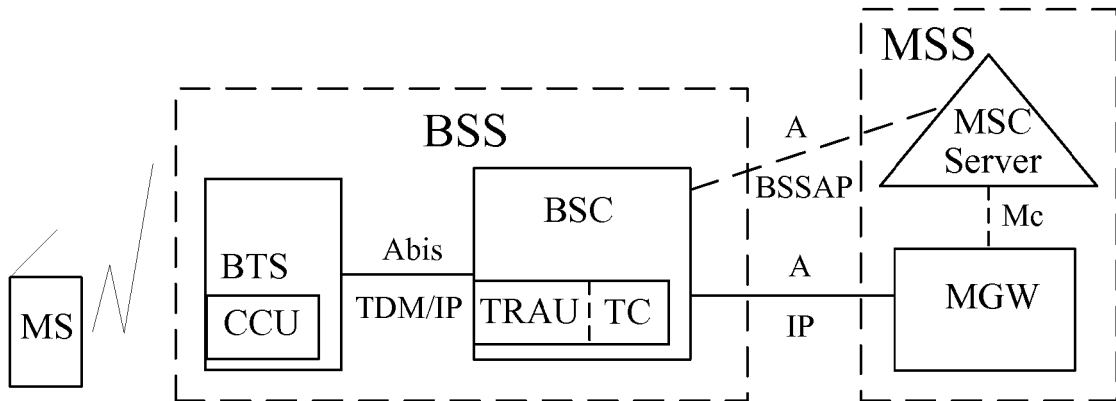 MSS
BSS
A
MSC
Server
BSSAP
BSC
Mc
BTS
Abis
A
MGW
MS
CCU
TDM/IP
TRAU
TC
IP